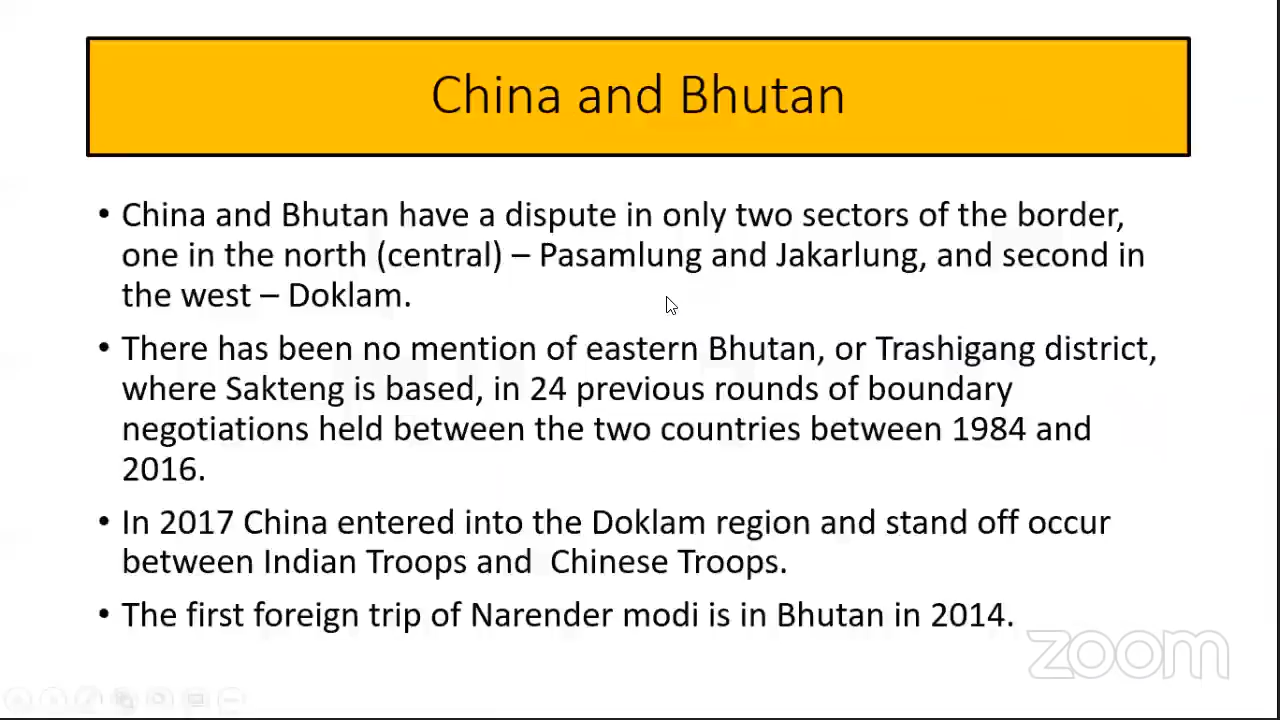 China and Bhutan
• China and Bhutan have a dispute in only two sectors of the border,
one in the north (central) – Pasamlung and Jakarlung, and second in
the west – Doklam.
• There has been no mention of eastern Bhutan, or Trashigang district,
where Sakteng is based, in 24 previous rounds of boundary
negotiations held between the two countries between 1984 and
2016.
• In 2017 China entered into the Doklam region and stand off occur
between Indian Troops and  Chinese Troops.
• The first foreign trip of Narender modi is in Bhutan in 2014.
zoom